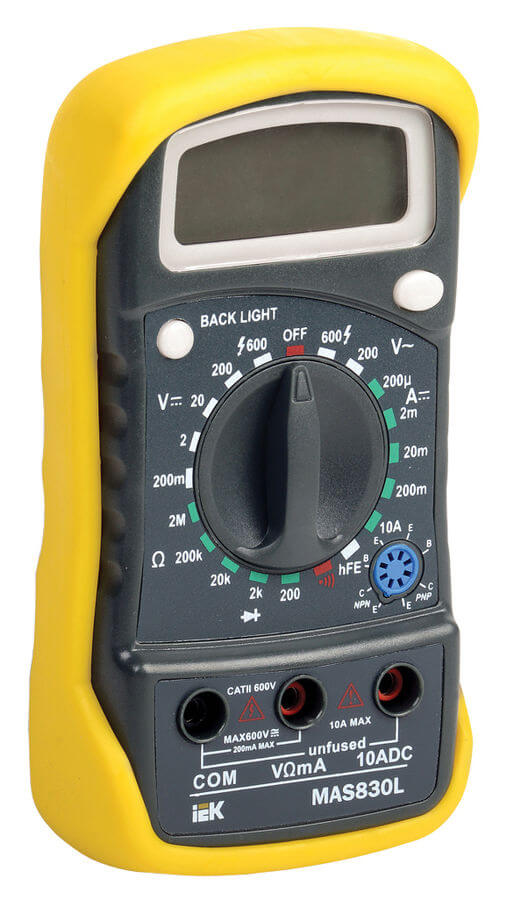 BACK LIGHT
OFF
600
600
200
V~
200
200µ
V⎓
20
A⎓
2m
2
20m
200m
200m
2M
10A
Ω
200k
hFE
20k
2k
200
E
E
B
B
C
C
E
E
NPN
PNP
CATII 600V
MAX600V≂
200mA MAX
10A MAX
unfused
COM
VΩmA
10ADC
IEK
MAS830L